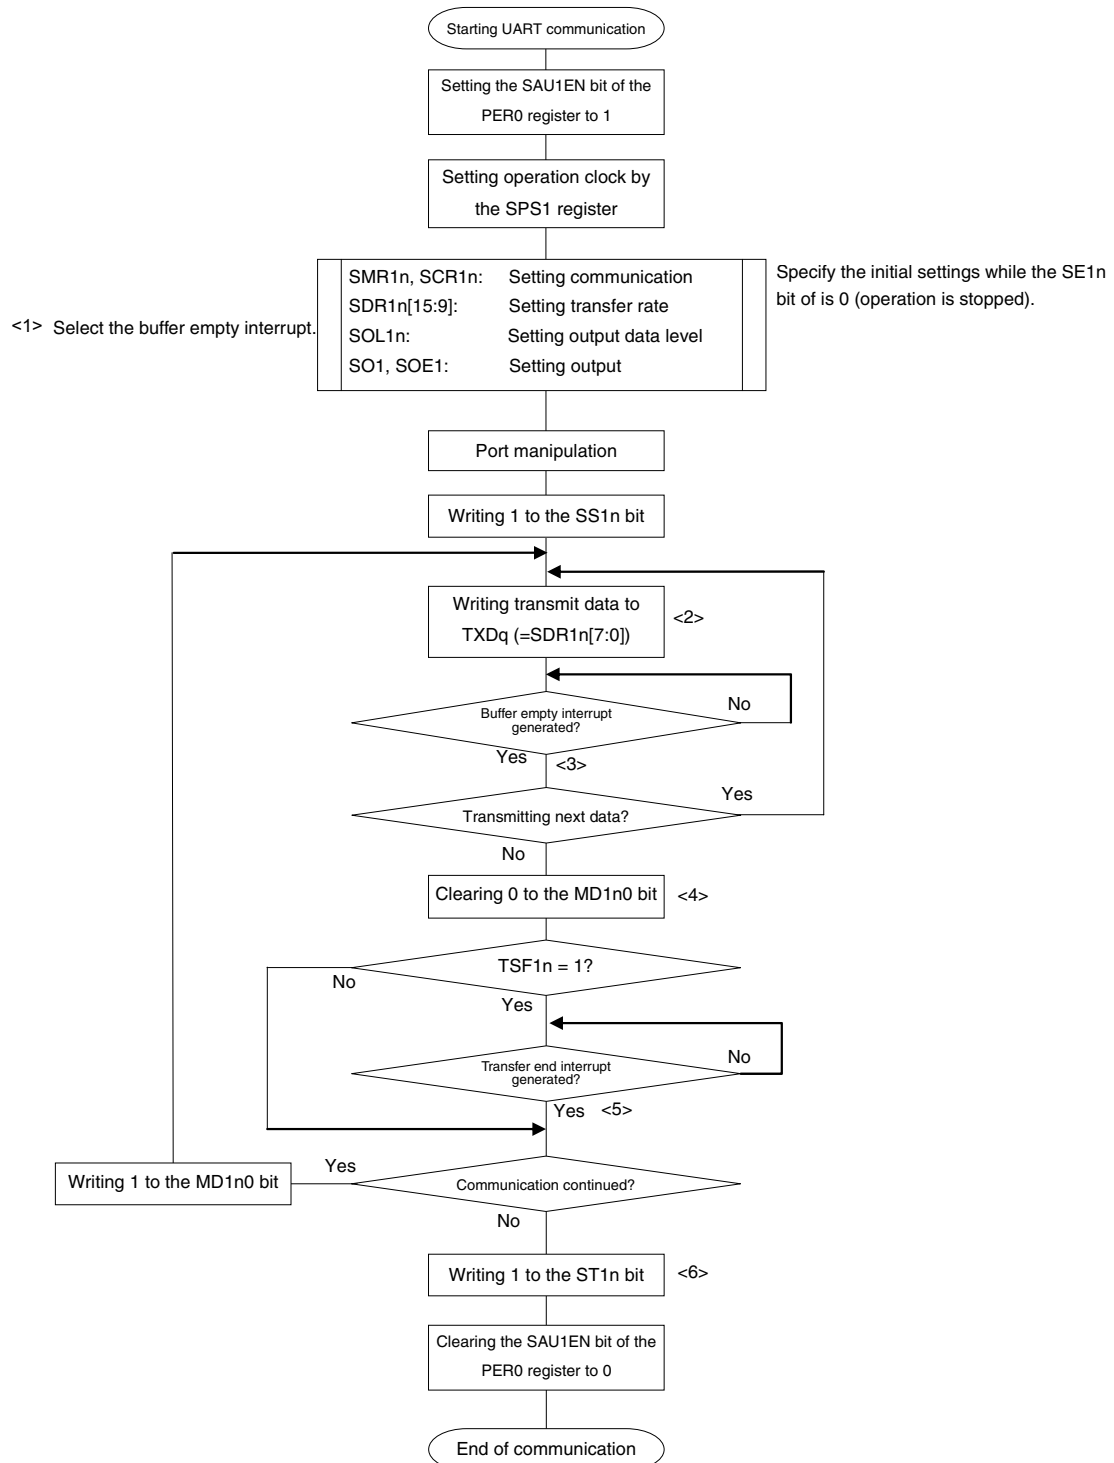 Starting UART communication
Setting the SAU1EN bit of the
PER0 register to 1
Setting operation clock by
the SPS1 register
SMR1n, SCR1n: Setting communication
SDR1n[15:9]: Setting transfer rate
SOL1n: Setting output data level
SO1, SOE1: Setting output
Specify the initial settings while the SE1n
bit of is 0 (operation is stopped).
<1> Select the buffer empty interrupt.
Port manipulation
Writing 1 to the SS1n bit
Writing transmit data to
TXDq (=SDR1n[7:0])
<2>
Buffer empty interrupt
generated?
No
Yes
<3>
Transmitting next data?
Yes
No
Clearing 0 to the MD1n0 bit
<4>
TSF1n = 1?
No
Yes
Transfer end interrupt
generated?
No
Yes
<5>
Communication continued?
Yes
Writing 1 to the MD1n0 bit
No
Writing 1 to the ST1n bit
<6>
Clearing the SAU1EN bit of the
PER0 register to 0
End of communication